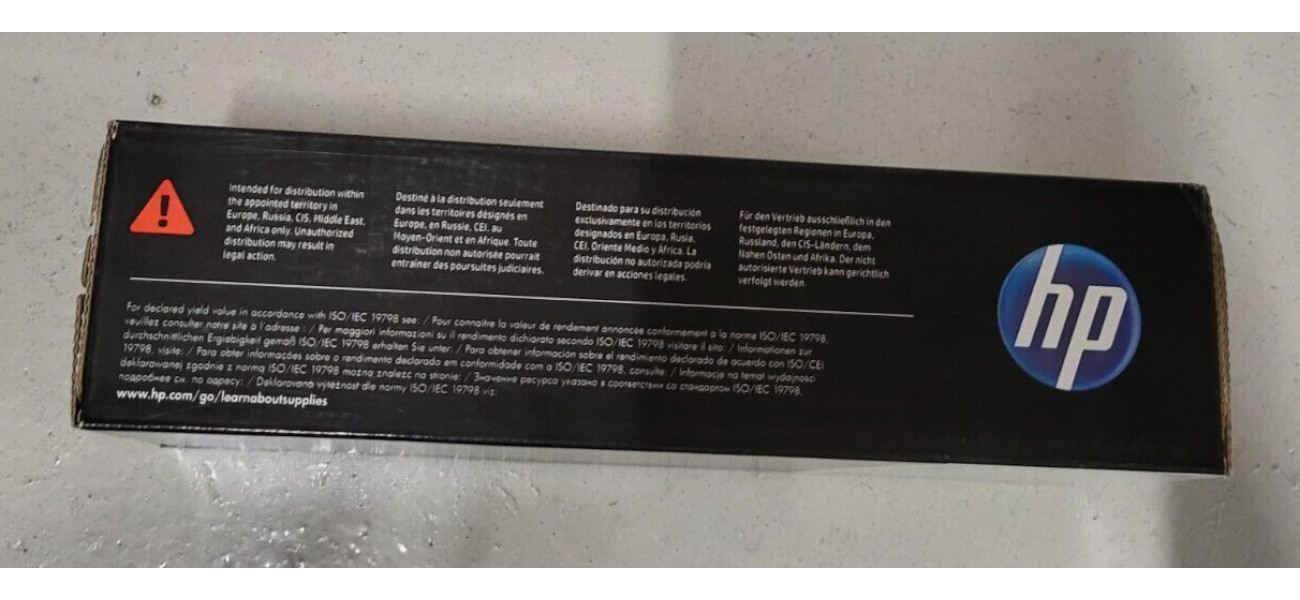 Intended for distribution within
the appointed territory in
Europe, Russia, CIS, Middle East,
and Africa only. Unauthorized
distribution may result in
legal action.
Destiné à la distribution seulement
dans les territoires désignés en
Europe, en Russie, CEI, au
Moyen-Orient et en Afrique. Toute
distribution non autorisée pourrait
entraîner des poursuites judiciaires.
Destinado para su distribución
exclusivamente en los territorios
designados en Europa, Rusia,
CEI, Oriente Medio y África. La
distribución no autorizada podría
derivar en acciones legales.
Für den Vertrieb ausschließlich in den
festgelegten Regionen in Europa,
Russland, den CIS-Ländern, dem
Nahen Osten und Afrika. Der nicht
autorisierte Vertrieb kann gerichtlich
verfolgt werden.
hp
For declared yield value in accordance with ISO/IEC 19798 see: / Pour connaître la valeur de rendement annoncée conformément à la norme ISO/IEC 19798,
veuillez consulter notre site à l'adresse : / Per maggiori informazioni su il rendimento dichiarato secondo ISO/IEC 19798 visitare il sito: / Informationen zur
durchschnittlichen Ergiebigkeit gemäß ISO/IEC 19798 erhalten Sie unter: / Para obtener información sobre el rendimiento declarado de acuerdo con ISO/CEI
19798, visite: / Para obter informações sobre o rendimento declarado em conformidade com a ISO/IEC 19798, consulte: / Informacje na temat wydajności
deklarowanej zgodnie z normą ISO/IEC 19798 można znaleźć na stronie: / Значение ресурса указано в соответствии со стандартом ISO/IEC 19798,
подробнее см. по адресу: / Deklarovaná výtěžnost dle normy ISO/IEC 19798 viz:
www.hp.com/go/learnaboutsupplies